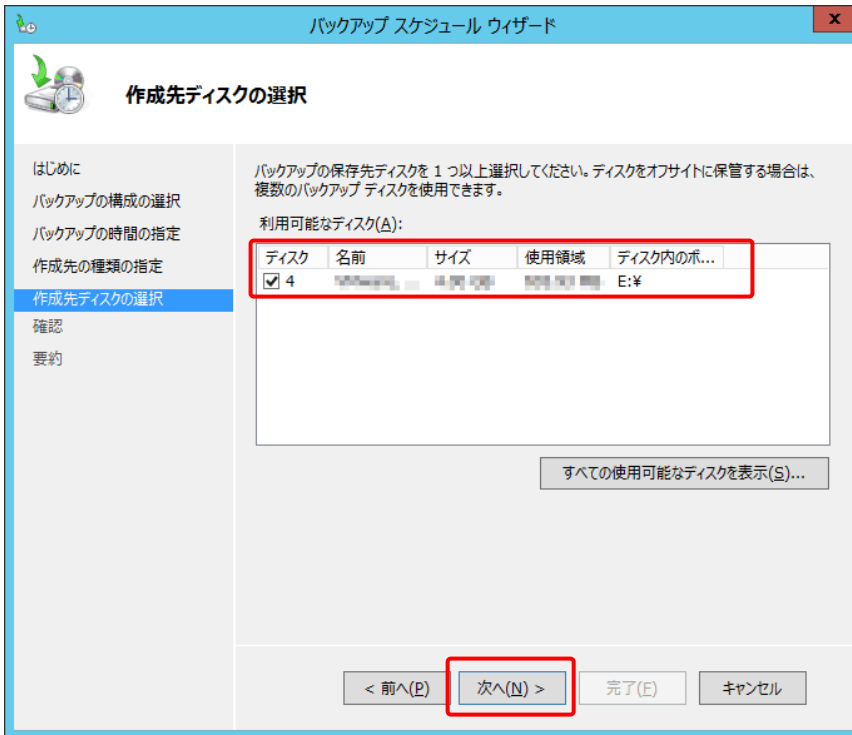 バックアップ スケジュール ウィザード
x
作成先ディスクの選択
はじめに
バックアップの構成の選択
バックアップの時間の指定
作成先の種類の指定
作成先ディスクの選択
確認
要約
バックアップの保存先ディスクを 1 つ以上選択してください。ディスクをオフサイトに保管する場合は、
複数のバックアップ ディスクを使用できます。
利用可能なディスク(A):
ディスク 名前 サイズ 使用領域 ディスク内のボ...
4 E:¥
すべての使用可能なディスクを表示(S)...
< 前へ(P) 次へ(N) > 完了(F) キャンセル